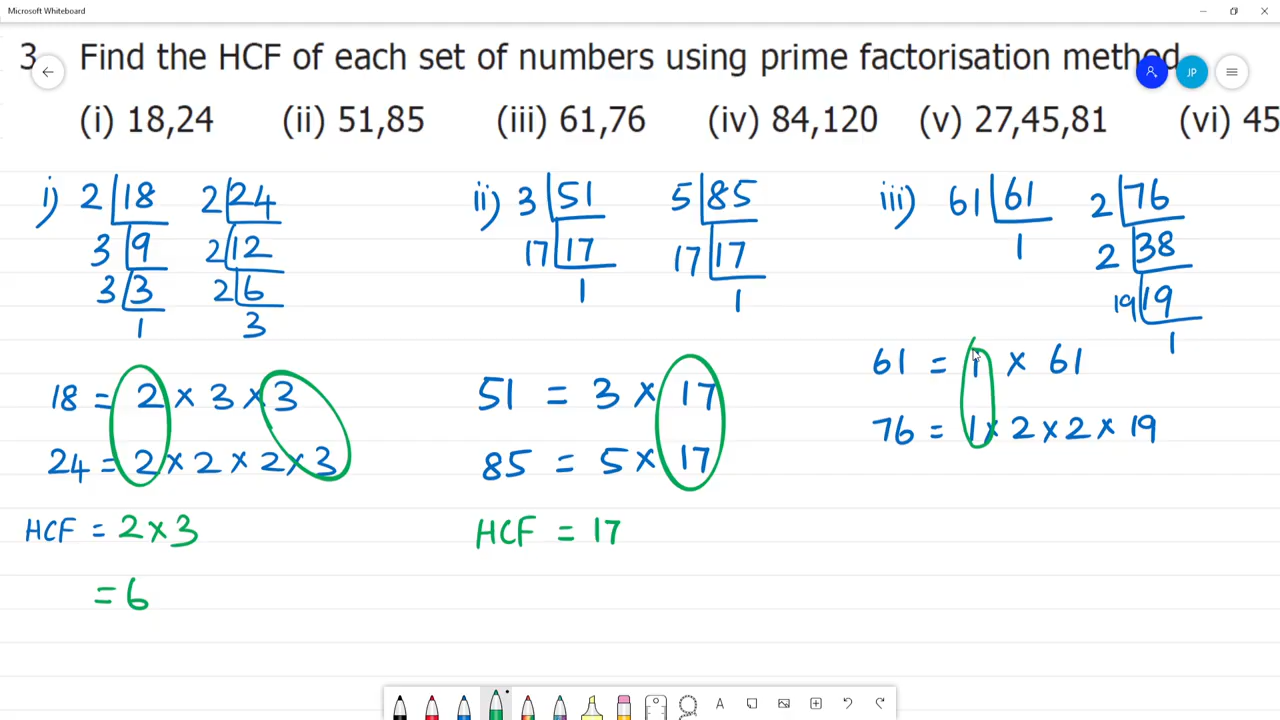 Microsoft Whiteboard
3 Find the HCF of each set of numbers using prime factorisation method
JP
(i) 18,24 (ii) 51,85 (iii) 61,76 (iv) 84,120 (v) 27,45,81 (vi) 45
i) 2 18 2 24
3 9 2 12
3 3 2 6
1 3
18 = 2 × 3 × 3
24 = 2 × 2 × 2 × 3
HCF = 2 × 3
= 6
ii) 3 51 5 85
17 17 17 17
1 1
51 = 3 × 17
85 = 5 × 17
HCF = 17
iii) 61 61 2 76
1 2 38
19 19
1
61 = 1 × 61
76 = 1 × 2 × 2 × 19
A